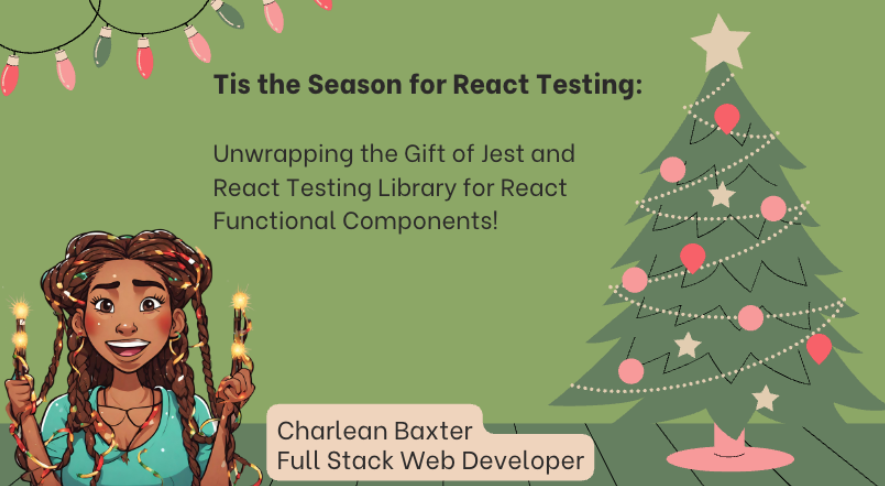 Tis the Season for React Testing:
Unwrapping the Gift of Jest and
React Testing Library for React
Functional Components!
Charlean Baxter
Full Stack Web Developer